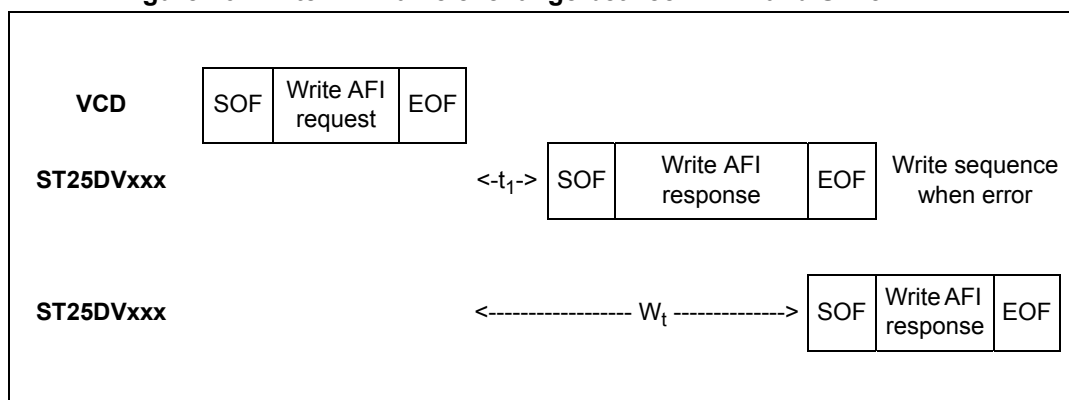 VCD SOF Write AFI request EOF
ST25DVxxx <-t1-> SOF Write AFI response EOF Write sequence when error
ST25DVxxx <------------------ Wt --------------> SOF Write AFI response EOF